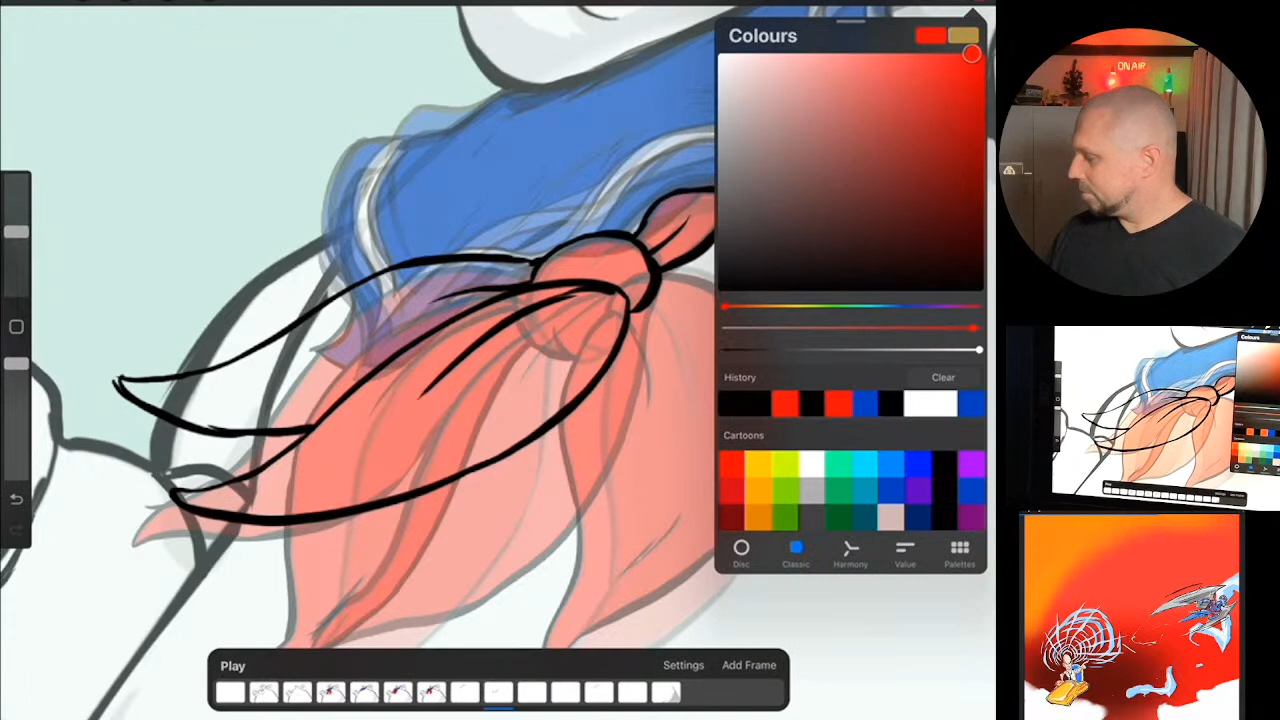 Colours
ON AIR
History
Clear
Cartoons
Disc
Classic
Harmony
Value
Palettes
Play
Settings
Add Frame